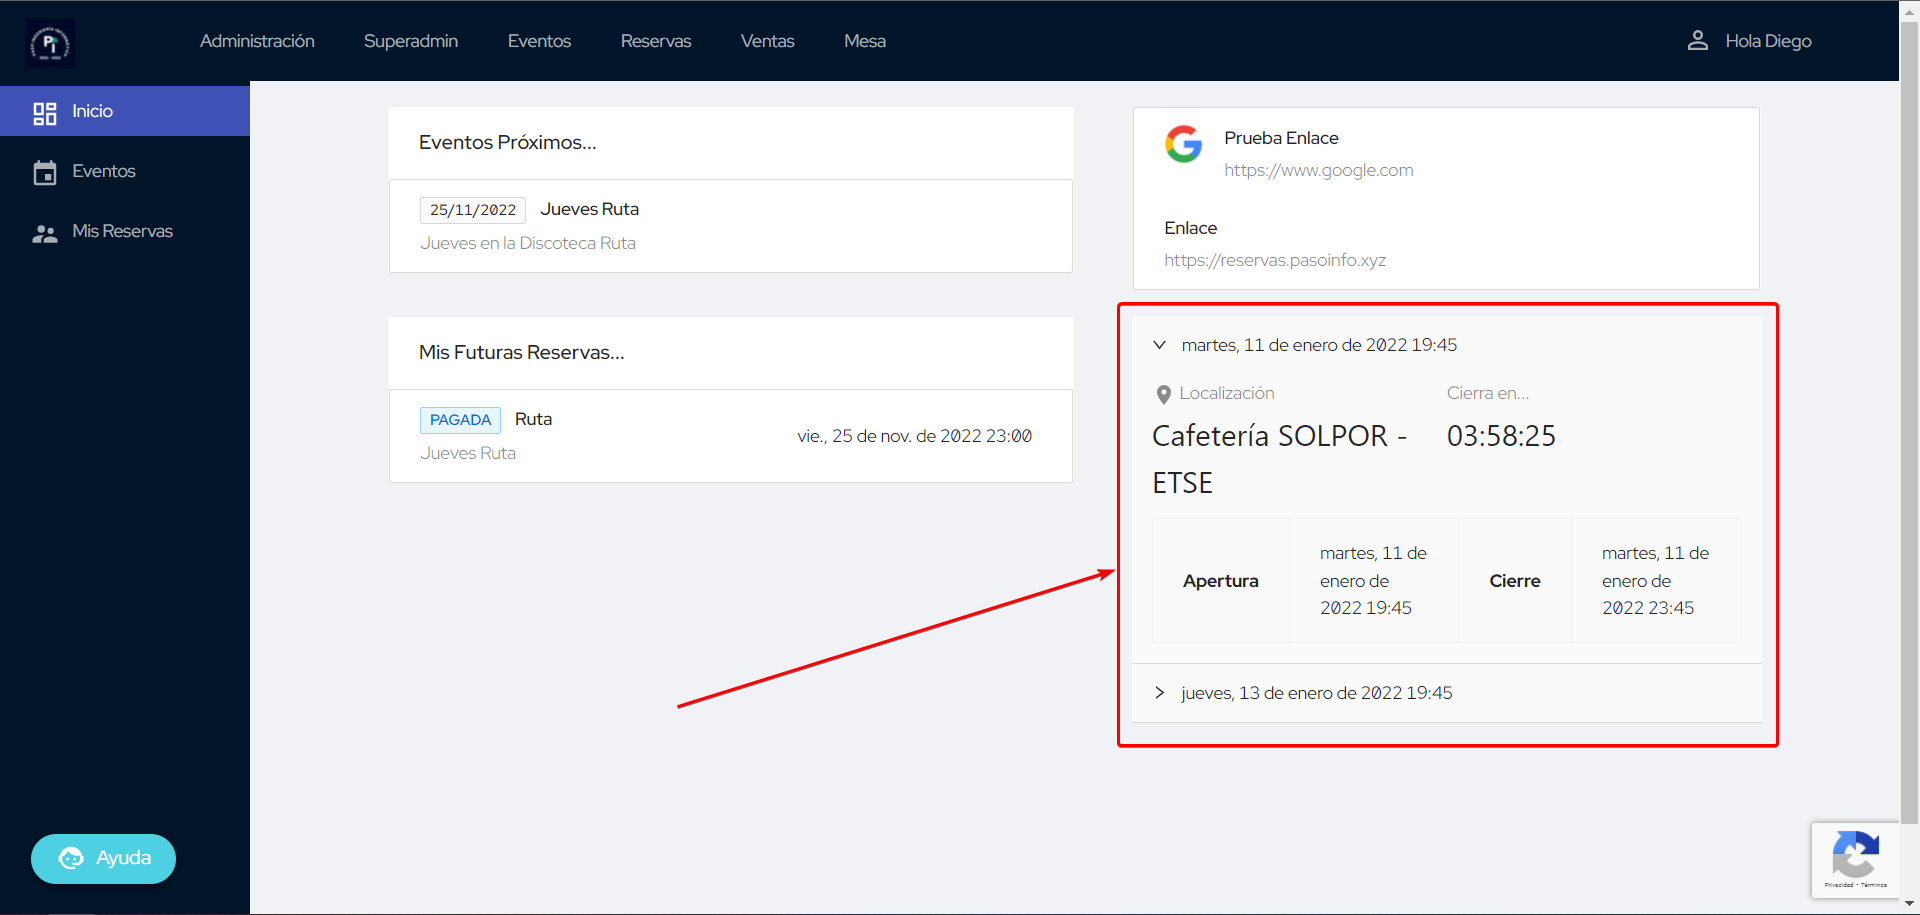 Pi
Administración
Superadmin
Eventos
Reservas
Ventas
Mesa
Hola Diego
Inicio
Eventos
Mis Reservas
Ayuda
Eventos Próximos...
25/11/2022 Jueves Ruta
Jueves en la Discoteca Ruta
Mis Futuras Reservas...
PAGADA Ruta
Jueves Ruta
vie., 25 de nov. de 2022 23:00
Prueba Enlace
https://www.google.com
Enlace
https://reservas.pasoinfo.xyz
martes, 11 de enero de 2022 19:45
Localización
Cafetería SOLPOR -
ETSE
Cierra en...
03:58:25
Apertura
martes, 11 de
enero de
2022 19:45
Cierre
martes, 11 de
enero de
2022 23:45
jueves, 13 de enero de 2022 19:45
Privacidad - Términos